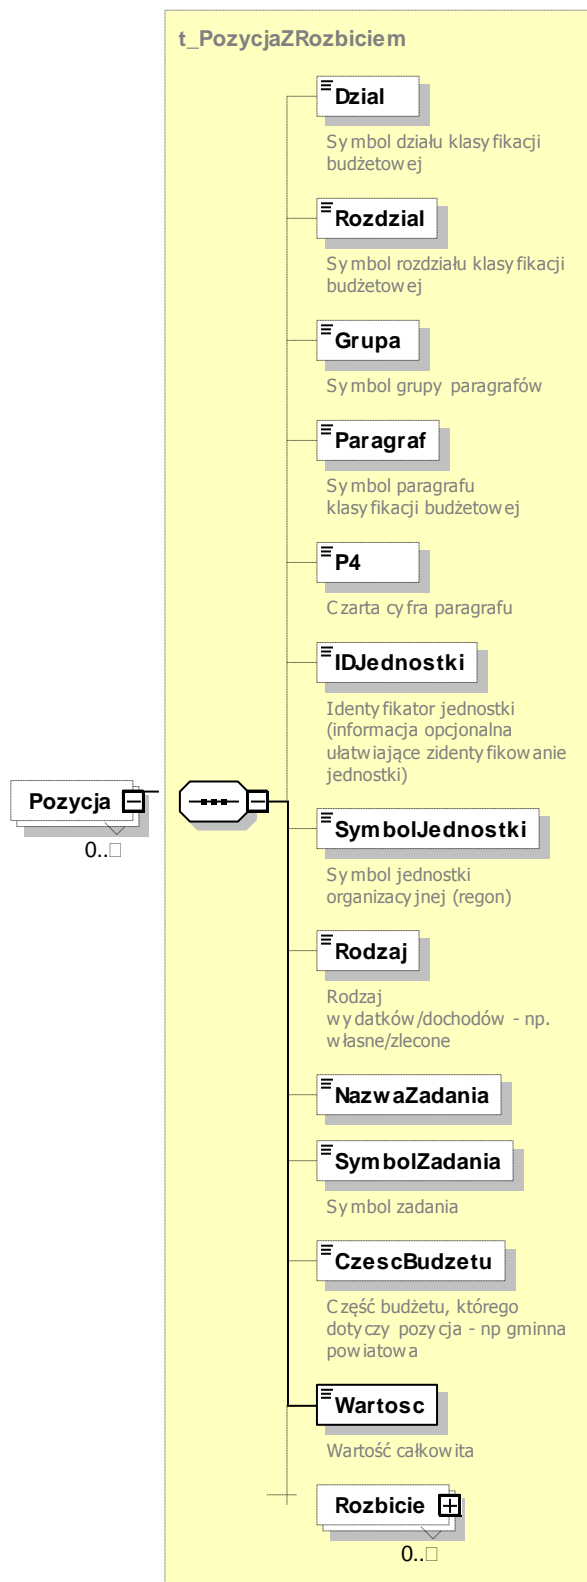 t_PozycjaZRozbiciem
Dzial
Symbol działu klasyfikacji
budżetowej
Rozdzial
Symbol rozdziału klasyfikacji
budżetowej
Grupa
Symbol grupy paragrafów
Paragraf
Symbol paragrafu
klasyfikacji budżetowej
P4
Czarta cyfra paragrafu
IDJednostki
Identyfikator jednostki
(informacja opcjonalna
ułatwiające zidentyfikowanie
jednostki)
Pozycja
0..□
SymbolJednostki
Symbol jednostki
organizacyjnej (regon)
Rodzaj
Rodzaj
wydatków/dochodów - np.
własne/zlecone
NazwaZadania
SymbolZadania
Symbol zadania
CzescBudzetu
Część budżetu, którego
dotyczy pozycja - np gminna
powiatowa
Wartosc
Wartość całkowita
Rozbicie
0..□